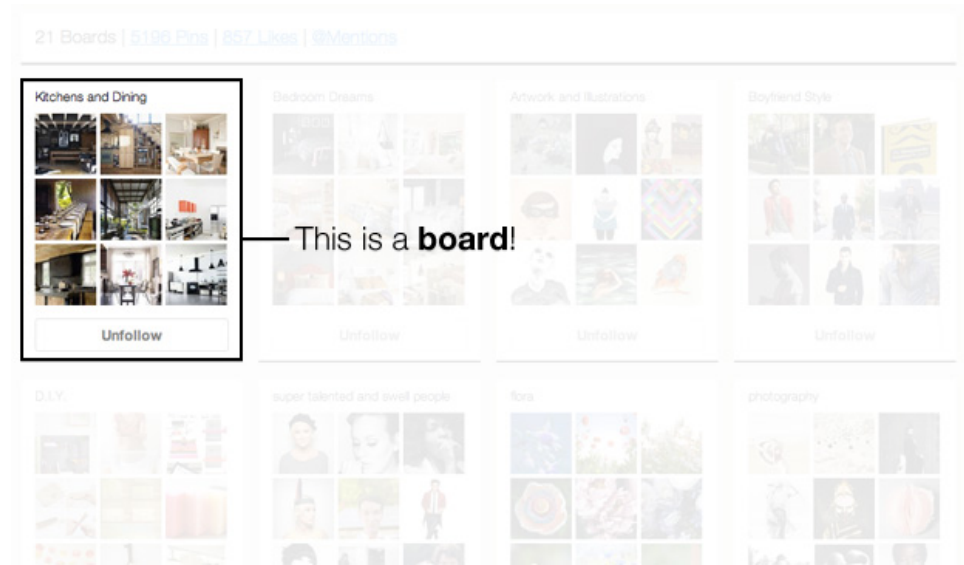 21 Boards | 5196 Pins | 857 Likes | @Mentions
Kitchens and Dining
Bedroom Dreams
Artwork and Illustrations
Boyfriend Style
This is a board!
Unfollow
Unfollow
Unfollow
Unfollow
D.I.Y.
super talented and swell people
flora
photography